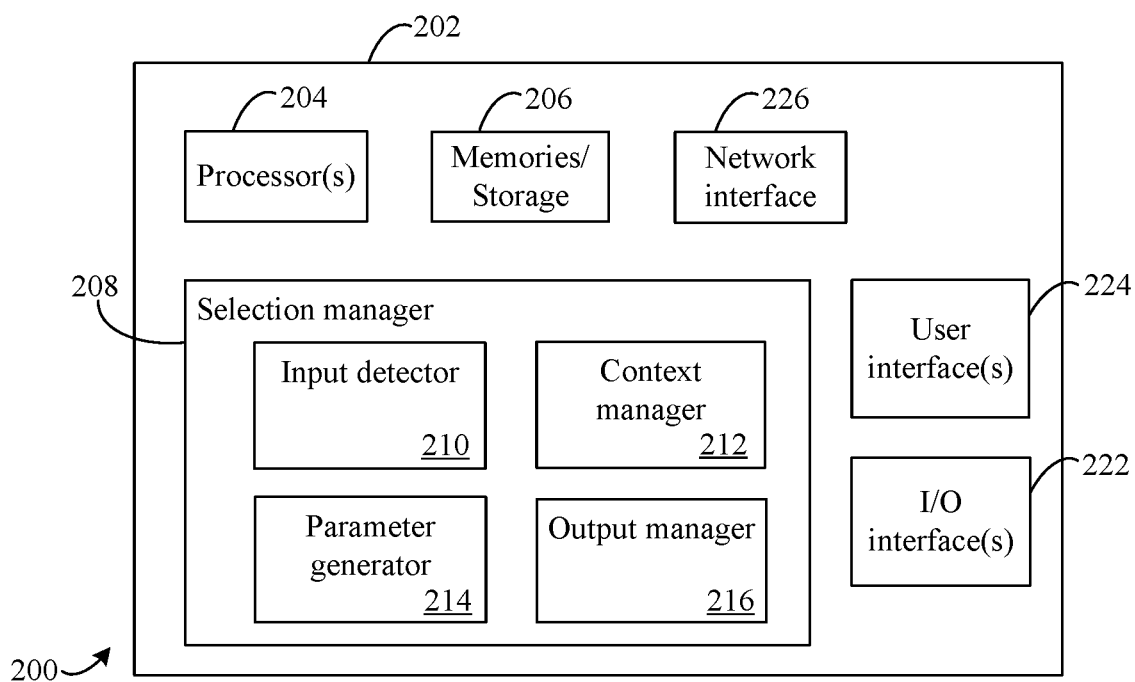 202
204
206
226
Processor(s)
Memories/
Storage
Network
interface
208
Selection manager
Input detector
210
Context
manager
212
Parameter
generator
214
Output manager
216
User
interface(s)
224
I/O
interface(s)
222
200